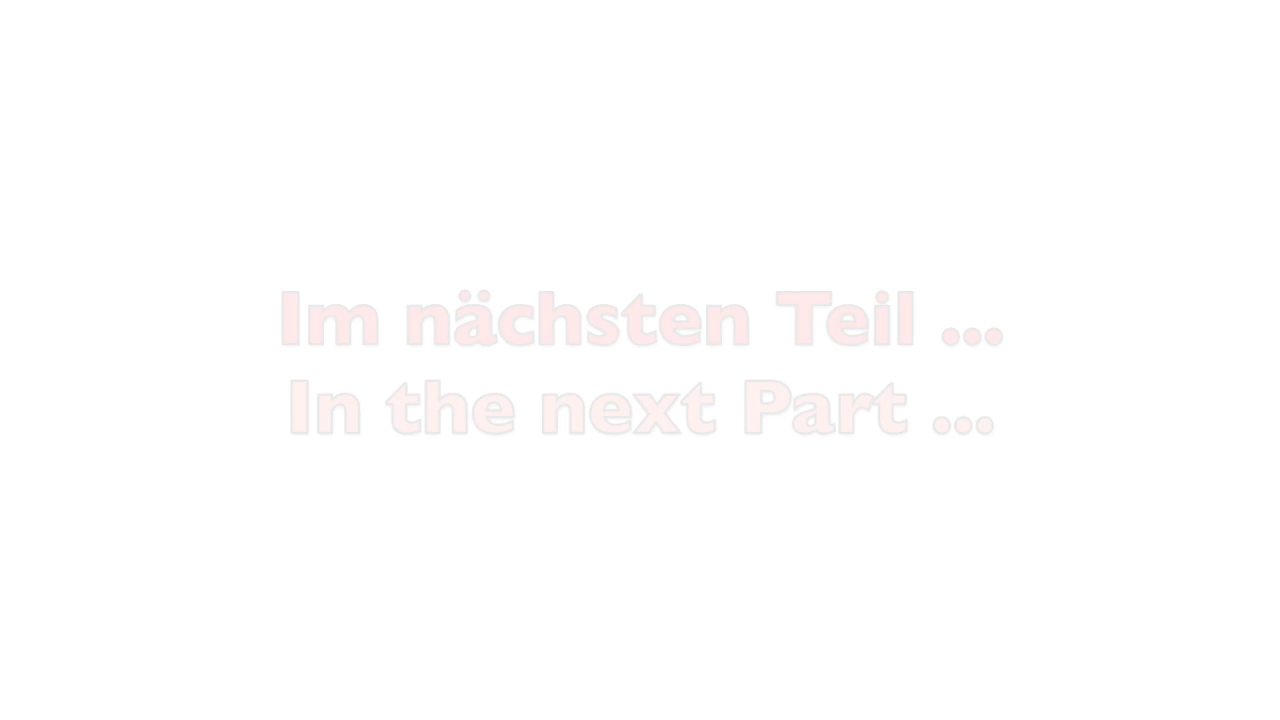 Im nächsten Teil ...
In the next Part ...